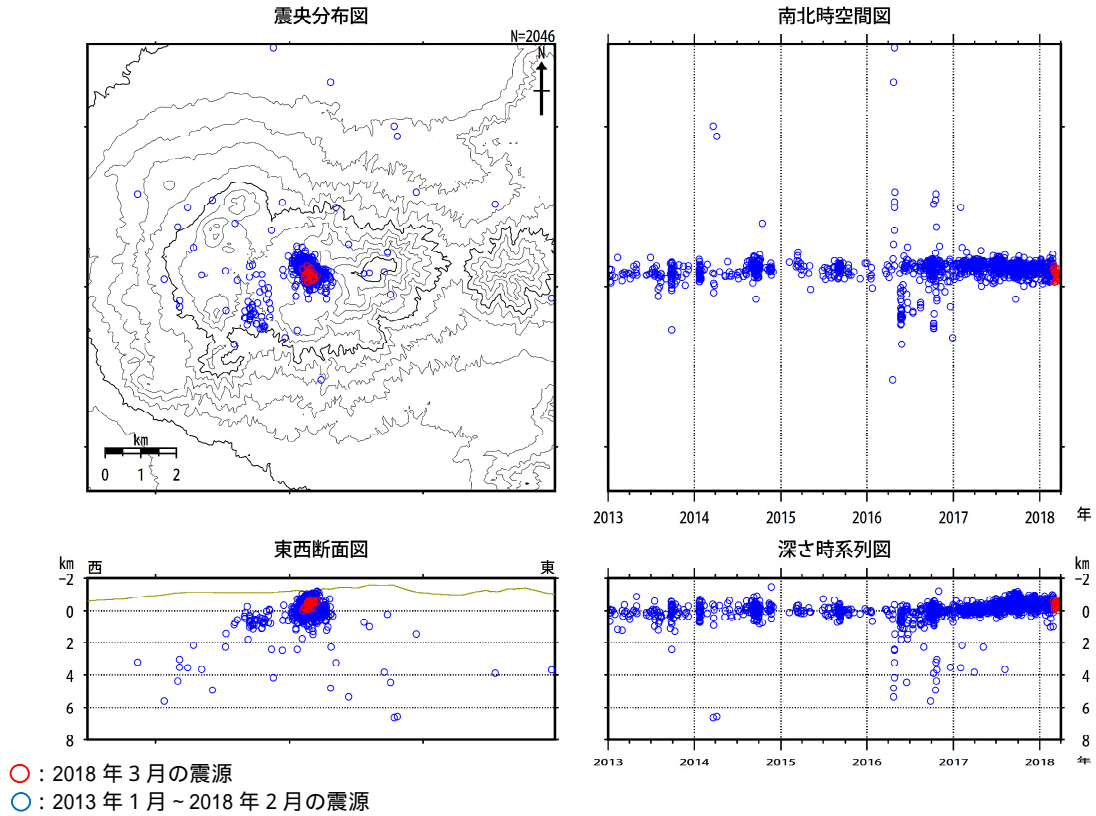 震央分布図
南北時空間図
N=2046
N
km
0 1 2
2013 2014 2015 2016 2017 2018 年
東西断面図
深さ時系列図
km
西
東
-2
0
2
4
6
8
km
-2
0
2
4
6
8
2013 2014 2015 2016 2017 2018 年
○：2018 年 3 月の震源
○：2013 年 1 月~2018 年 2 月の震源